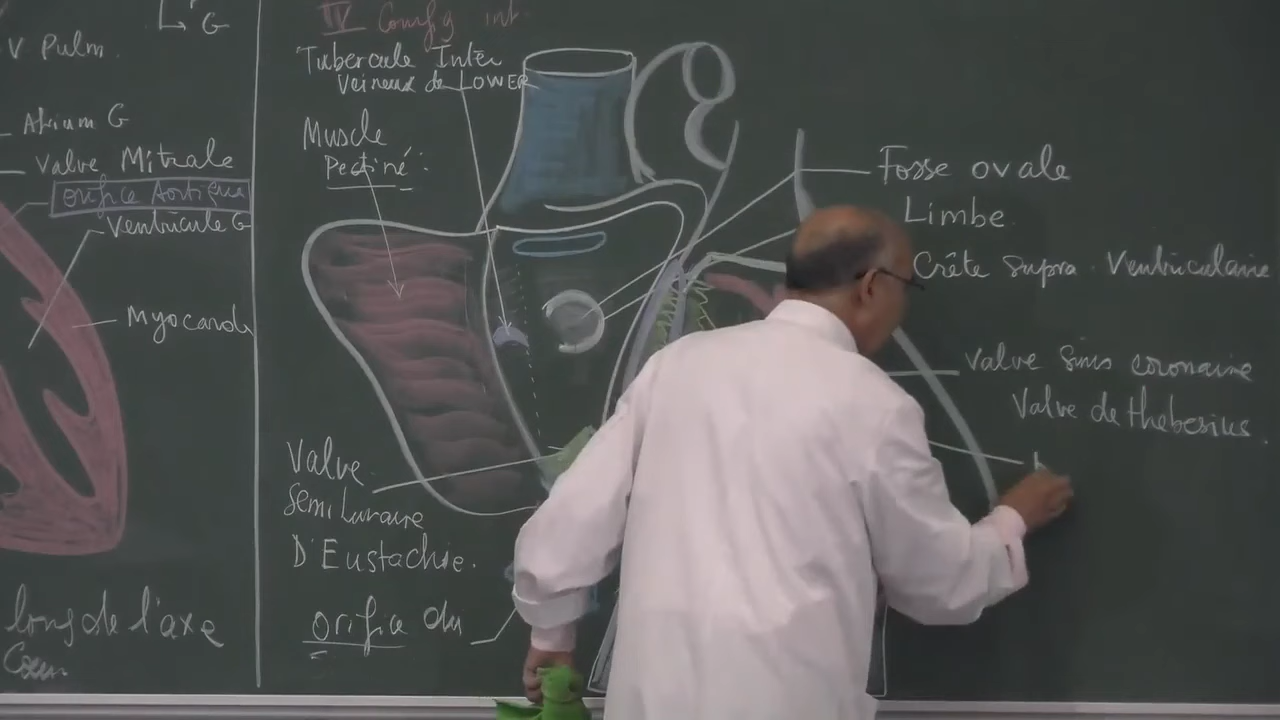 G
V Pulm.
Atrium G
Valve Mitrale
orifice Aortique
Ventricule G
Myocarde
long de l'axe
Coeur
IV Config int.
Tubercule Inter
Veineux de LOWER
Muscle
Pectiné
Fosse ovale
Limbe
Crête Supra. Ventriculaire
Valve Sinus coronaire
Valve de thebesius.
Valve
Semi Lunaire
D'Eustachie.
Orifice du